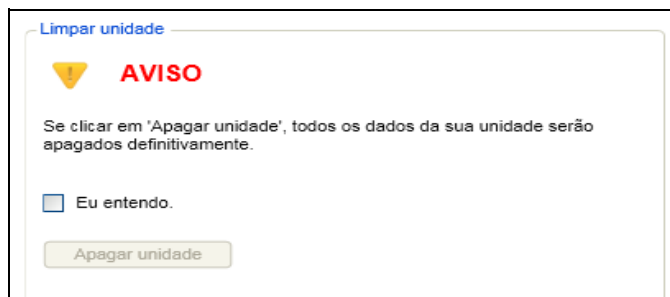 Limpar unidade
AVISO
Se clicar em 'Apagar unidade', todos os dados da sua unidade serão
apagados definitivamente.
Eu entendo.
Apagar unidade